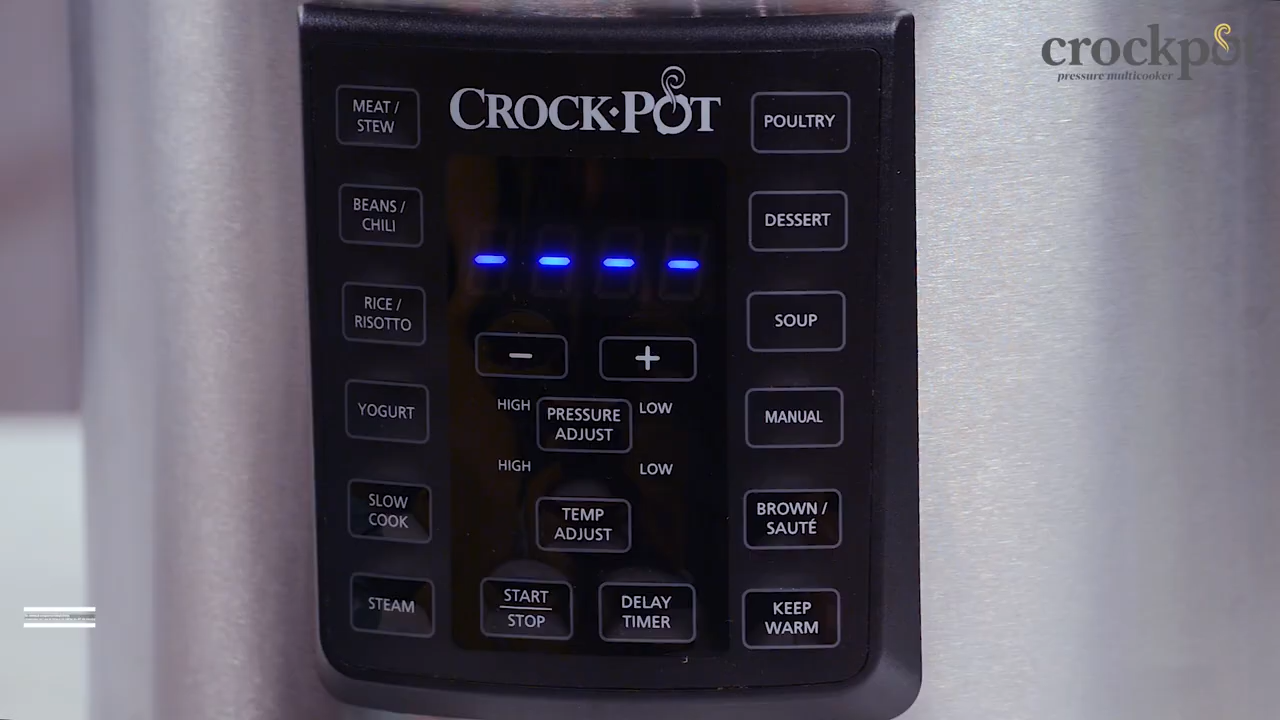 crockpot
pressure multicooker
CROCK·POT
MEAT /
STEW
BEANS /
CHILI
RICE /
RISOTTO
YOGURT
SLOW
COOK
STEAM
----
−
+
HIGH
LOW
PRESSURE
ADJUST
HIGH
LOW
TEMP
ADJUST
START
STOP
DELAY
TIMER
POULTRY
DESSERT
SOUP
MANUAL
BROWN /
SAUTÉ
KEEP
WARM